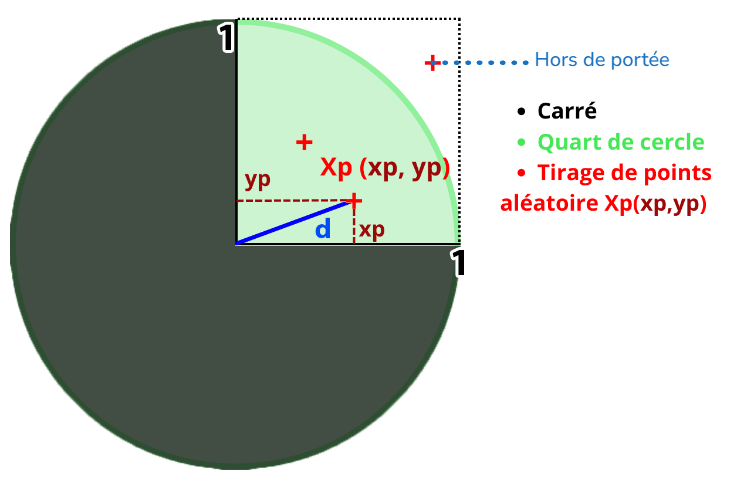 1
Hors de portée
Carré
Quart de cercle
Xp (xp, yp)
Tirage de points
yp
aléatoire Xp(xp,yp)
d
xp
1